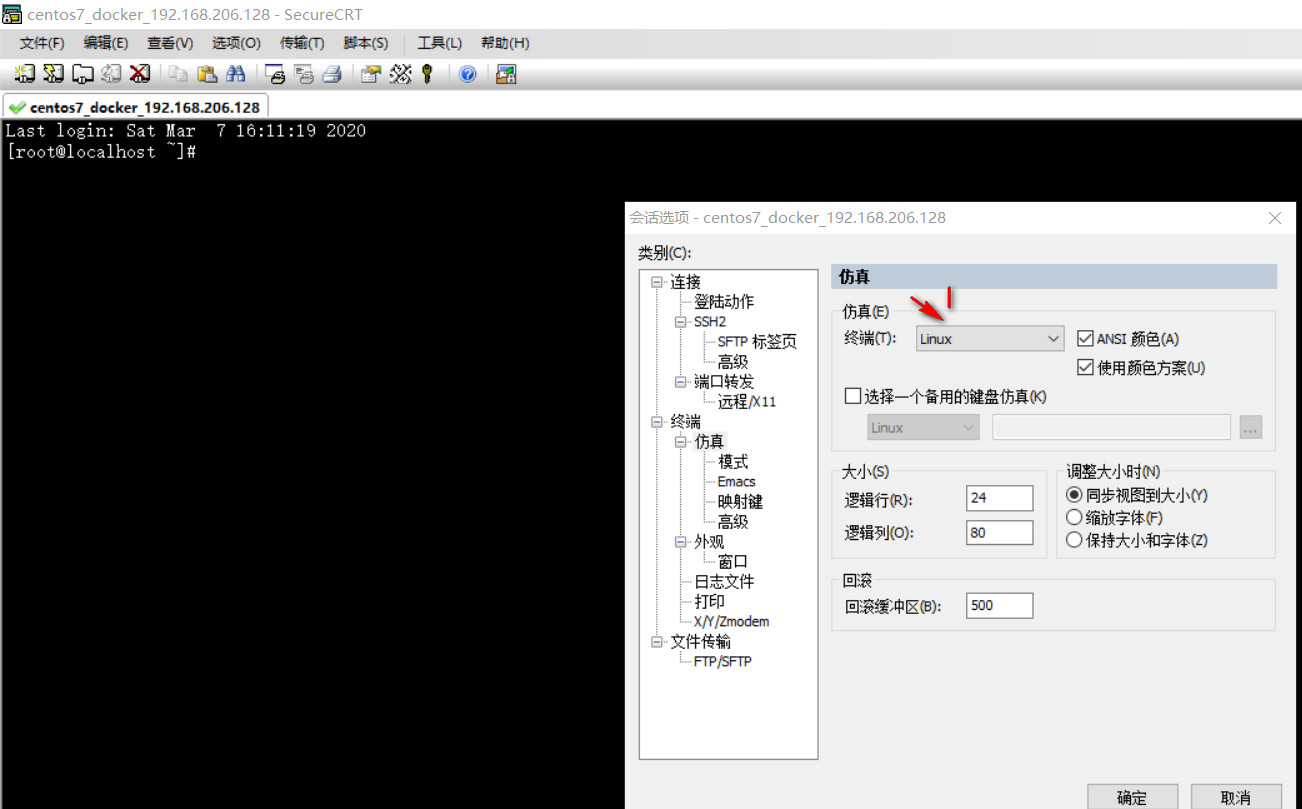 centos7_docker_192.168.206.128 - SecureCRT
文件(F) 编辑(E) 查看(V) 选项(O) 传输(T) 脚本(S) 工具(L) 帮助(H)
centos7_docker_192.168.206.128
Last login: Sat Mar  7 16:11:19 2020
[root@localhost ~]#
会话选项 - centos7_docker_192.168.206.128
类别(C):
连接
登陆动作
SSH2
SFTP 标签页
高级
端口转发
远程/X11
终端
仿真
模式
Emacs
映射键
高级
外观
窗口
日志文件
打印
X/Y/Zmodem
文件传输
FTP/SFTP
仿真
仿真(E)
终端(T): Linux ANSI 颜色(A)
使用颜色方案(U)
选择一个备用的键盘仿真(K)
Linux ...
大小(S)
逻辑行(R): 24
逻辑列(O): 80
调整大小时(N)
同步视图到大小(Y)
缩放字体(F)
保持大小和字体(Z)
回滚
回滚缓冲区(B): 500
确定 取消